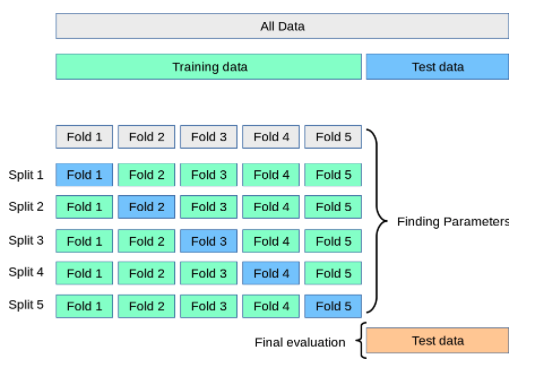 All Data
Training data Test data
Fold 1 Fold 2 Fold 3 Fold 4 Fold 5
Split 1 Fold 1 Fold 2 Fold 3 Fold 4 Fold 5
Split 2 Fold 1 Fold 2 Fold 3 Fold 4 Fold 5
Finding Parameters
Split 3 Fold 1 Fold 2 Fold 3 Fold 4 Fold 5
Split 4 Fold 1 Fold 2 Fold 3 Fold 4 Fold 5
Split 5 Fold 1 Fold 2 Fold 3 Fold 4 Fold 5
Final evaluation Test data